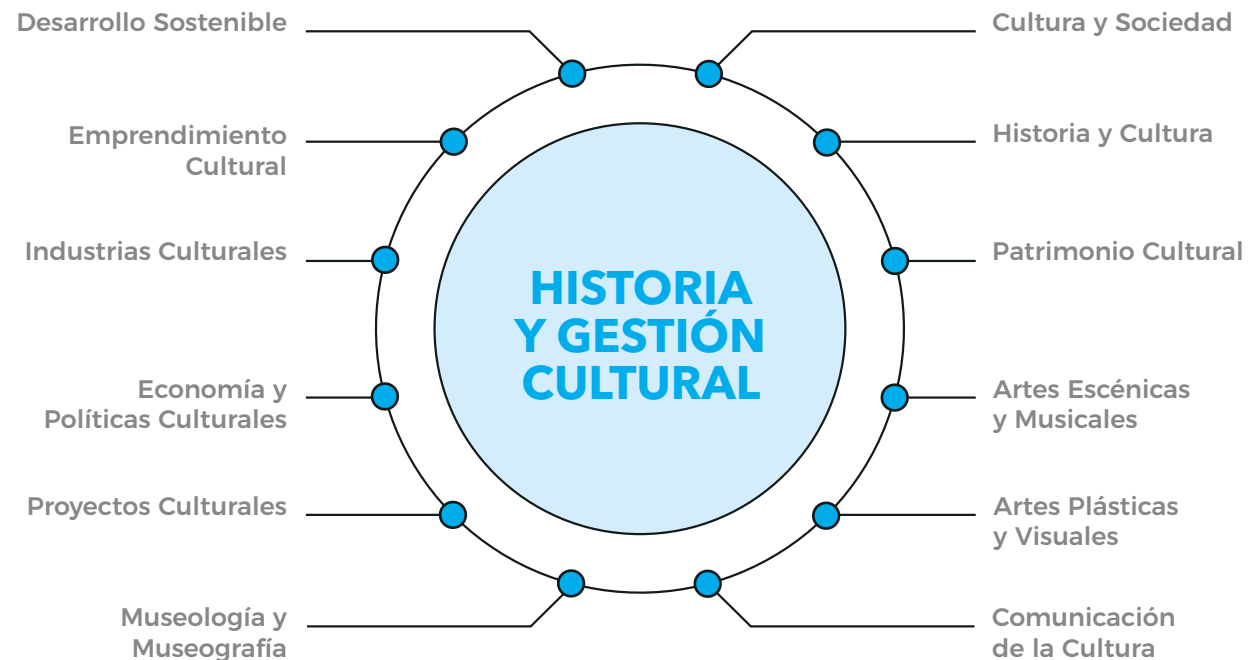 Desarrollo Sostenible
Emprendimiento
Cultural
Industrias Culturales
Economía y
Políticas Culturales
Proyectos Culturales
Museología y
Museografía
HISTORIA
Y GESTIÓN
CULTURAL
Cultura y Sociedad
Historia y Cultura
Patrimonio Cultural
Artes Escénicas
y Musicales
Artes Plásticas
y Visuales
Comunicación
de la Cultura